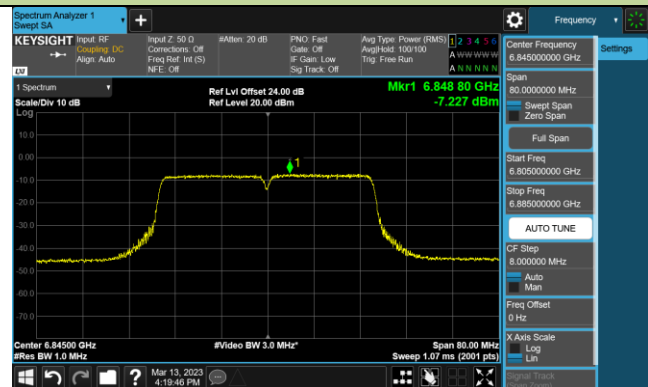 Spectrum Analyzer 1
Swept SA
+
Frequency
KEYSIGHT
Input: RF
Coupling: DC
Align: Auto
Input Z: 50 Ω
Corrections: Off
Freq Ref: Int (S)
NFE: Off
#Atten: 20 dB
PNO: Fast
Gate: Off
IF Gain: Low
Sig Track: Off
Avg Type: Power (RMS)
Avg|Hold: 100/100
Trig: Free Run
1 2 3 4 5 6
A W W W W W
A N N N N N
LXI
1 Spectrum
Scale/Div 10 dB
Log
Ref Lvl Offset 24.00 dB
Ref Level 20.00 dBm
Mkr1 6.848 80 GHz
-7.227 dBm
10.0
0.00
-10.0
-20.0
-30.0
-40.0
-50.0
-60.0
-70.0
1
Center 6.84500 GHz
#Res BW 1.0 MHz
#Video BW 3.0 MHz*
Span 80.00 MHz
Sweep 1.07 ms (2001 pts)
Mar 13, 2023
4:19:46 PM
Center Frequency
6.845000000 GHz
Settings
Span
80.0000000 MHz
Swept Span
Zero Span
Full Span
Start Freq
6.805000000 GHz
Stop Freq
6.885000000 GHz
AUTO TUNE
CF Step
8.000000 MHz
Auto
Man
Freq Offset
0 Hz
X Axis Scale
Log
Lin
Signal Track
(Span Zoom)